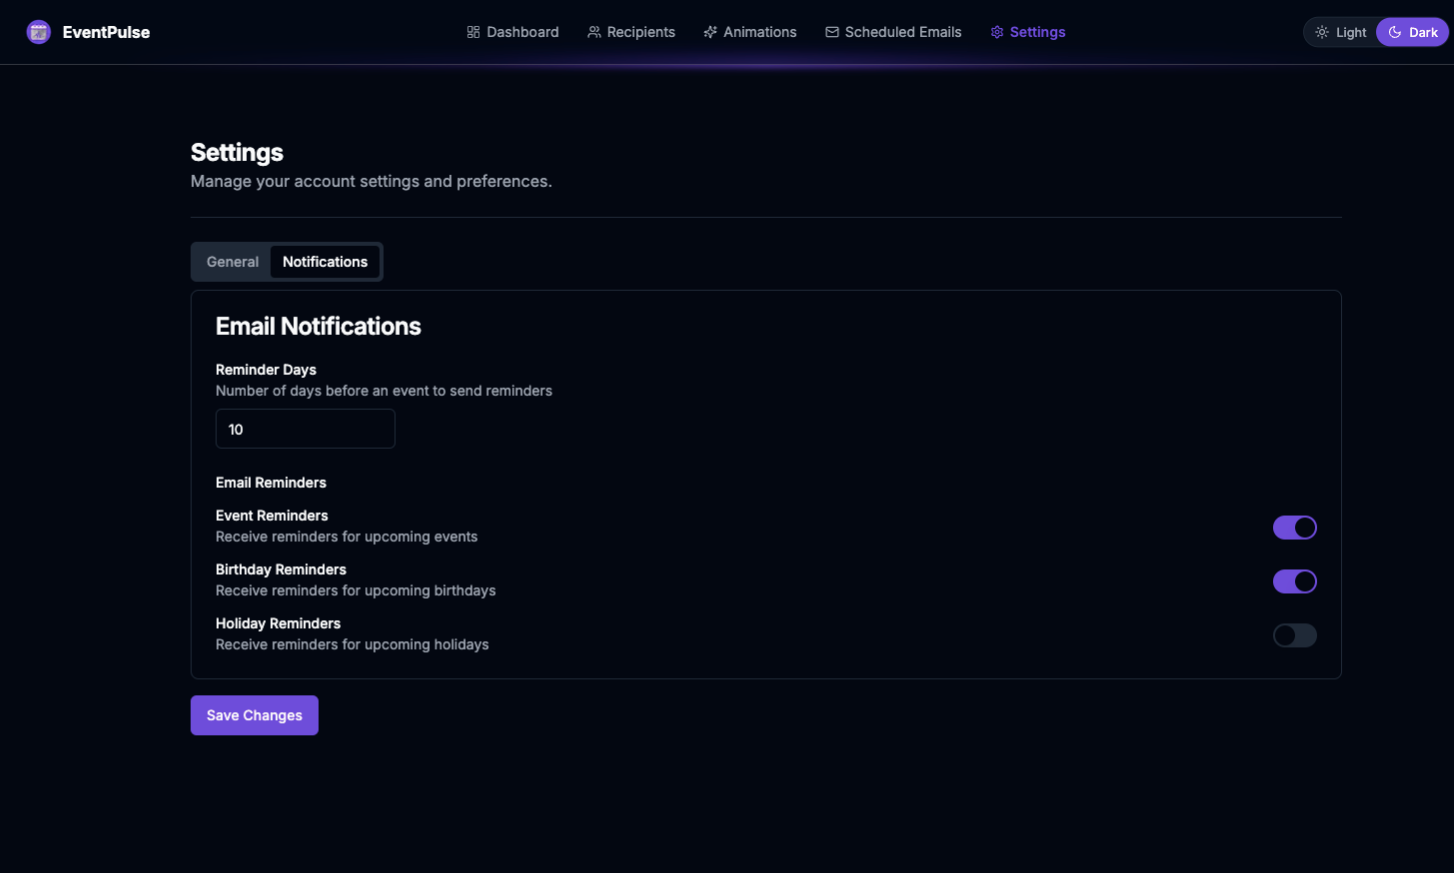 EventPulse
Dashboard
Recipients
Animations
Scheduled Emails
Settings
Light
Dark
Settings
Manage your account settings and preferences.
General
Notifications
Email Notifications
Reminder Days
Number of days before an event to send reminders
10
Email Reminders
Event Reminders
Receive reminders for upcoming events
Birthday Reminders
Receive reminders for upcoming birthdays
Holiday Reminders
Receive reminders for upcoming holidays
Save Changes